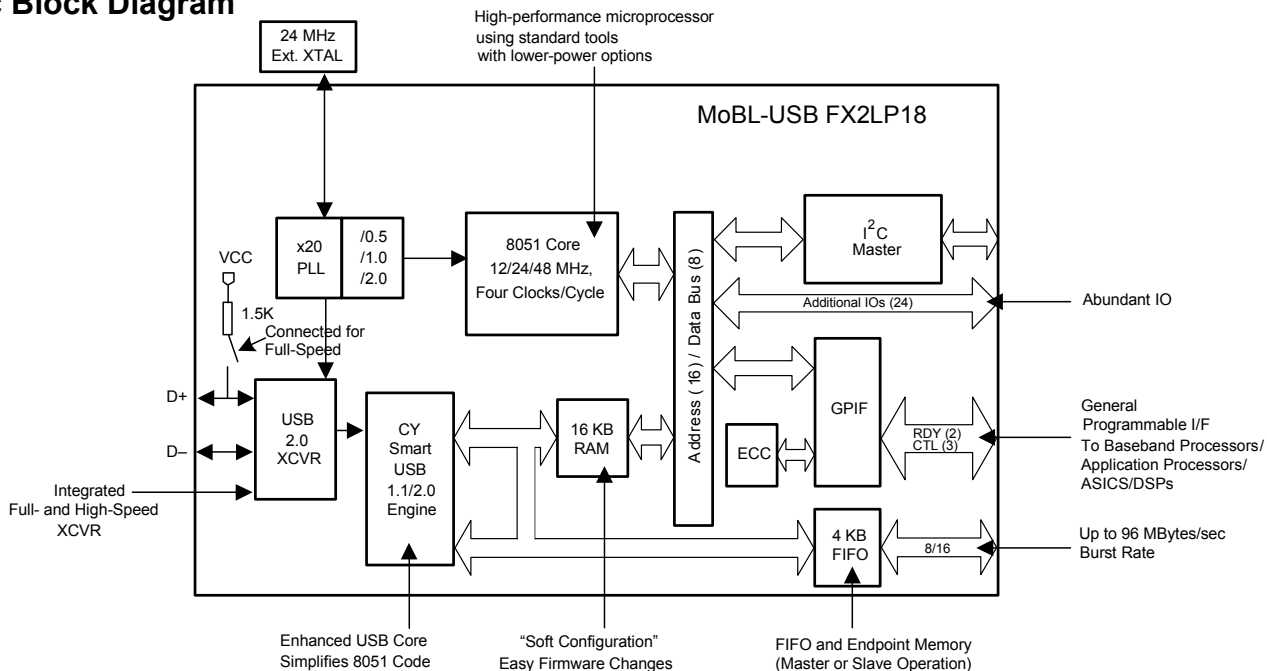 Block Diagram
High-performance microprocessor
using standard tools
with lower-power options
24 MHz
Ext. XTAL
MoBL-USB FX2LP18
x20
PLL
/0.5
/1.0
/2.0
8051 Core
12/24/48 MHz,
Four Clocks/Cycle
I2C
Master
VCC
1.5K
Connected for
Full-Speed
Address (16) / Data Bus (8)
Additional IOs (24)
Abundant IO
D+
D–
USB
2.0
XCVR
CY
Smart
USB
1.1/2.0
Engine
16 KB
RAM
ECC
GPIF
RDY (2)
CTL (3)
General
Programmable I/F
To Baseband Processors/
Application Processors/
ASICS/DSPs
Integrated
Full- and High-Speed
XCVR
4 KB
FIFO
8/16
Up to 96 MBytes/sec
Burst Rate
Enhanced USB Core
Simplifies 8051 Code
“Soft Configuration”
Easy Firmware Changes
FIFO and Endpoint Memory
(Master or Slave Operation)